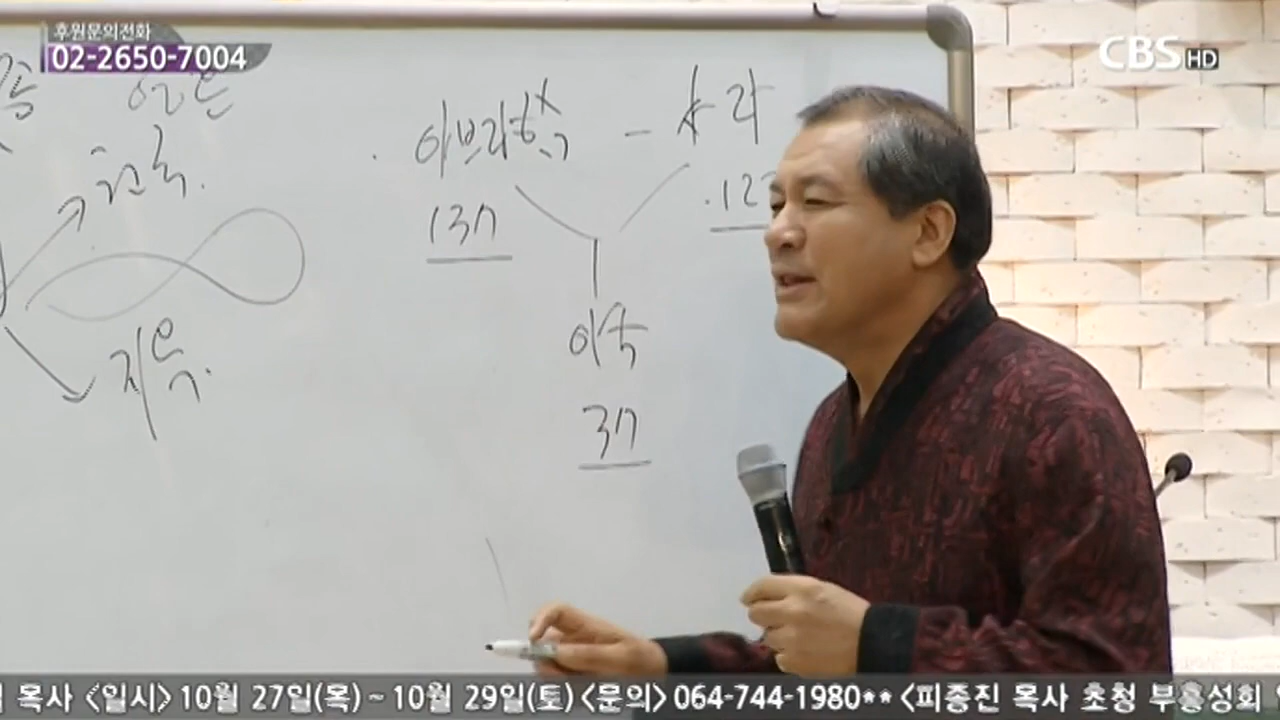 후원문의전화
02-2650-7004
CBS HD
아브라함 - 사라
천국.
137
127
이삭
지옥.
37
목사 <일시> 10월 27일(목) ~ 10월 29일(토) <문의> 064-744-1980** <피종진 목사 초청 부흥성회